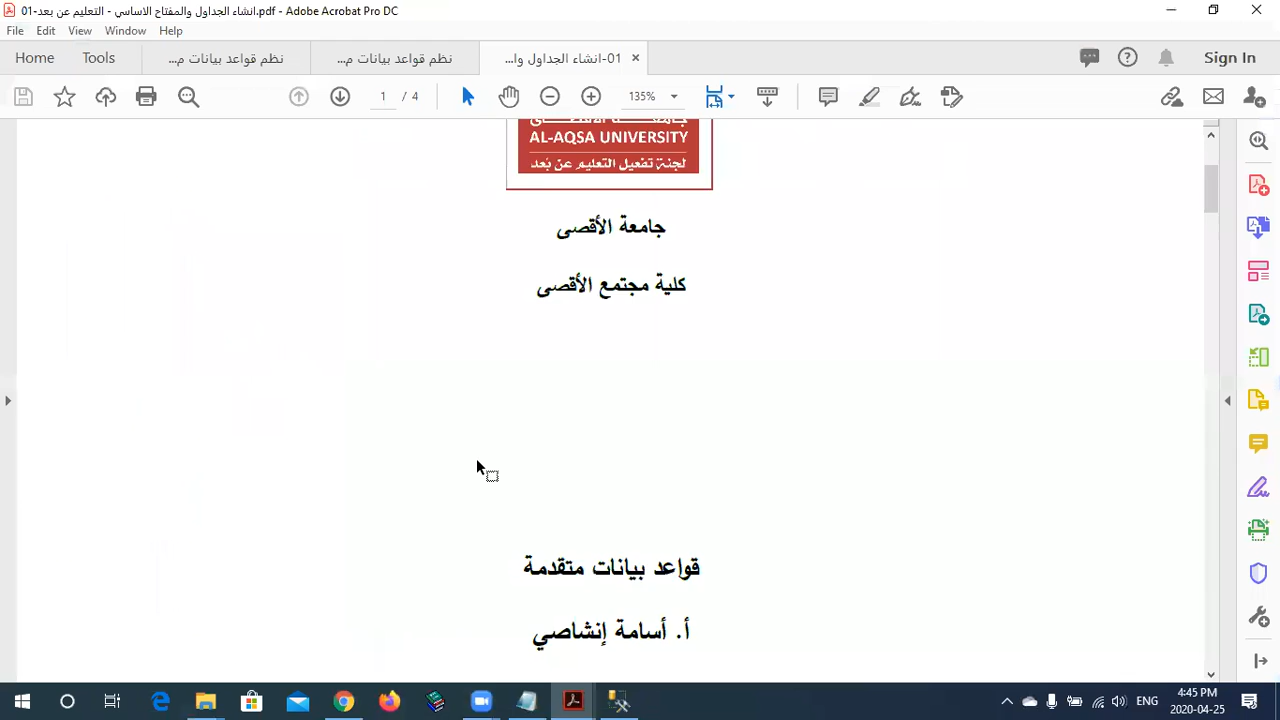 01-انشاء الجداول والمفتاح الاساسي - التعليم عن بعد.pdf - Adobe Acrobat Pro DC
File Edit View Window Help
Home Tools نظم قواعد بيانات م... نظم قواعد بيانات م... 01-انشاء الجداول وا... Sign In
1 / 4 135%
AL-AQSA UNIVERSITY
لجنة تفعيل التعليم عن بُعد
جامعة الأقصى
كلية مجتمع الأقصى
قواعد بيانات متقدمة
أ. أسامة إنشاصي
ENG 4:45 PM
2020-04-25